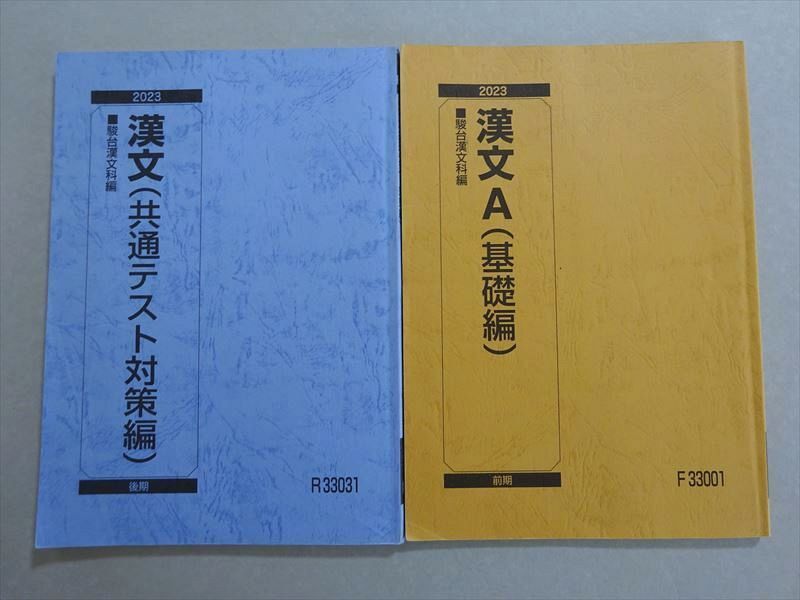 2023
漢文(共通テスト対策編)
■駿台漢文科編
後期
R33031
2023
漢文A(基礎編)
■駿台漢文科編
前期
F33001